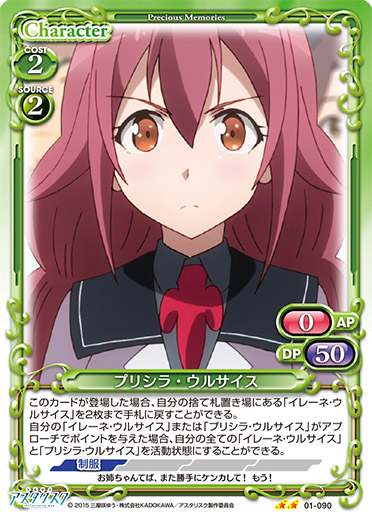 Precious Memories
Character
COST
2
SOURCE
2
0 AP
DP 50
プリシラ・ウルサイス
このカードが登場した場合、自分の捨て札置き場にある「イレーネ・ウル
サイス」を2枚まで手札に戻すことができる。
自分の「イレーネ・ウルサイス」または「プリシラ・ウルサイス」がアプ
ローチでポイントを与えた場合、自分の全ての「イレーネ・ウルサイス」
と「プリシラ・ウルサイス」を活動状態にすることができる。
制服
お姉ちゃんてば、また勝手にケンカして! もう!
アスタリスク
© 2015 三屋咲ゆう・株式会社KADOKAWA/アスタリスク製作委員会
01-090